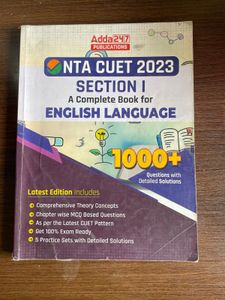 Adda247
PUBLICATIONS
NTA CUET 2023
SECTION I
A Complete Book for
ENGLISH LANGUAGE
1000+
Questions with
Detailed Solutions
Latest Edition includes
Comprehensive Theory Concepts
Chapter wise MCQ Based Questions
As per the Latest CUET Pattern
Get 100% Exam Ready
5 Practice Sets with Detailed Solutions